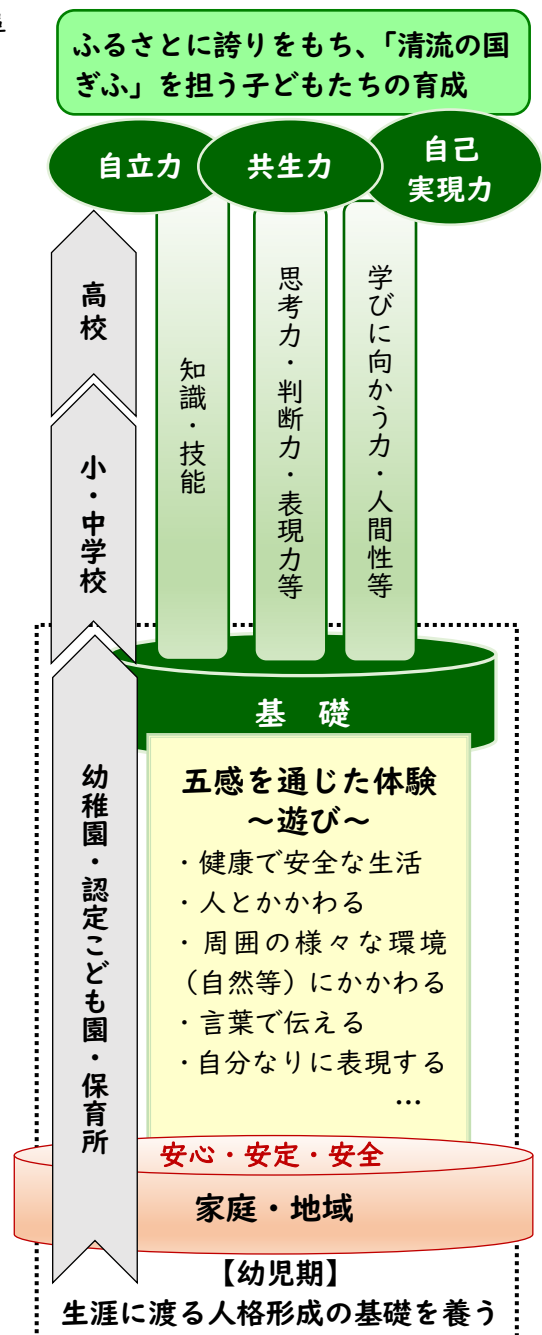 ふるさとに誇りをもち、「清流の国
ぎふ」を担う子どもたちの育成
自立力
共生力
自己
実現力
高校
小・中学校
幼稚園・認定こども園・保育所
知識・技能
思考力・判断力・表現力等
学びに向かう力・人間性等
基 礎
五感を通じた体験
~遊び~
・健康で安全な生活
・人とかかわる
・周囲の様々な環境
(自然等)にかかわる
・言葉で伝える
・自分なりに表現する
…
安心・安定・安全
家庭・地域
【幼児期】
生涯に渡る人格形成の基礎を養う